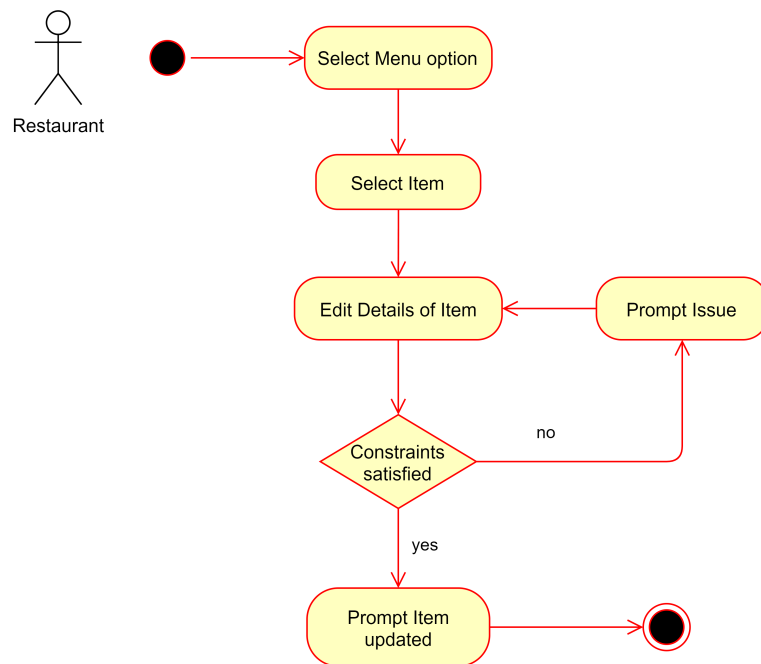 Select Menu option
Restaurant
Select Item
Edit Details of Item
Prompt Issue
no
Constraints
satisfied
yes
Prompt Item
updated